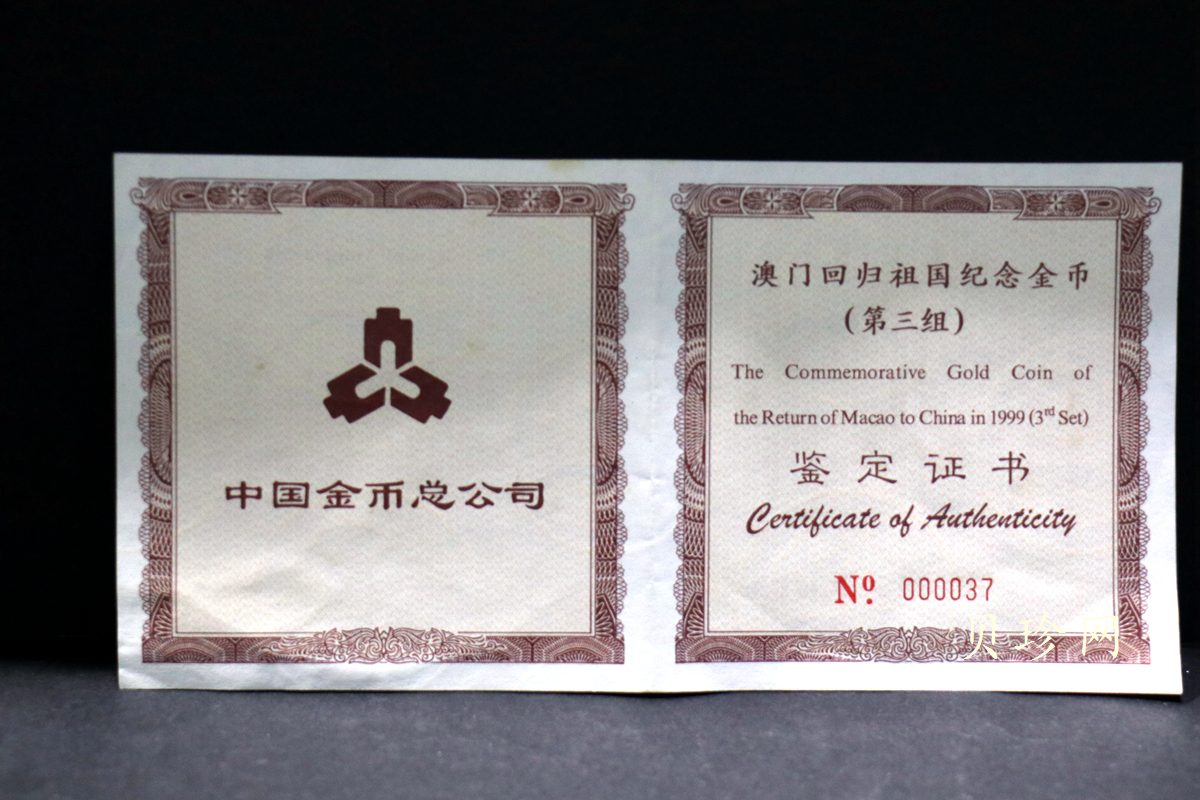 中国金币总公司
澳门回归祖国纪念金币
(第三组)
The Commemorative Gold Coin of
the Return of Macao to China in 1999 (3rd Set)
鉴定证书
Certificate of Authenticity
Nº. 000037
贝珍网